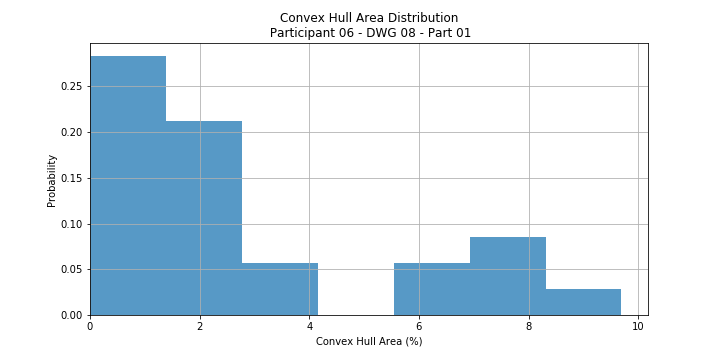 Convex Hull Area Distribution
Participant 06 - DWG 08 - Part 01
Probability
0.25
0.20
0.15
0.10
0.05
0.00
0 2 4 6 8 10
Convex Hull Area (%)